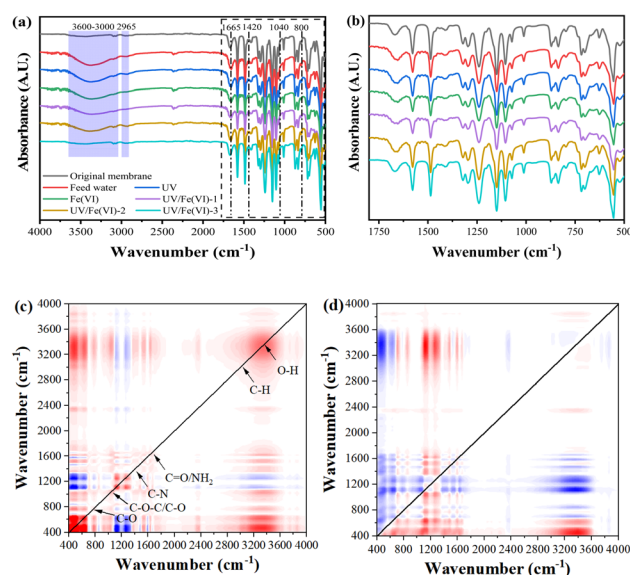 (a)
3600-3000 2965
1665 1420 1040 800
Absorbance (A.U.)
Original membrane
Feed water
UV
Fe(VI)
UV/Fe(VI)-1
UV/Fe(VI)-2
UV/Fe(VI)-3
4000 3500 3000 2500 2000 1500 1000 500
Wavenumber (cm⁻¹)
(b)
Absorbance (A.U.)
1750 1500 1250 1000 750 500
Wavenumber (cm⁻¹)
(c)
Wavenumber (cm⁻¹)
4000
3600
3200
2800
2400
2000
1600
1200
800
400
O-H
C-H
C=O/NH₂
C-N
C-O-C/C-O
C-O
400 800 1200 1600 2000 2400 2800 3200 3600 4000
Wavenumber (cm⁻¹)
(d)
Wavenumber (cm⁻¹)
4000
3600
3200
2800
2400
2000
1600
1200
800
400
400 1200 2000 2800 3600 4000
Wavenumber (cm⁻¹)